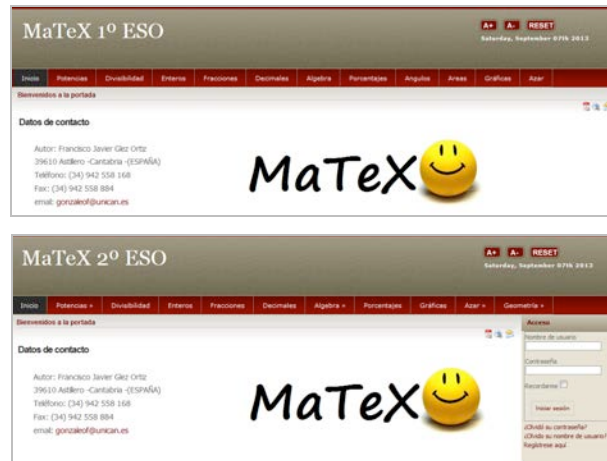 MaTeX 1º ESO
A+ A- RESET
Saturday, September 07th 2013
Inicio Potencias Divisibilidad Enteros Fracciones Decimales Algebra Porcentajes Angulos Areas Gráficas Azar
Bienvenidos a la portada
Datos de contacto
Autor: Francisco Javier Glez Ortiz
39610 Astillero -Cantabria -(ESPAÑA)
Teléfono: (34) 942 558 168
Fax: (34) 942 558 884
email: gonzaleof@unican.es
MaTeX
MaTeX 2º ESO
A+ A- RESET
Saturday, September 07th 2013
Inicio Potencias » Divisibilidad Enteros Fracciones Decimales Algebra » Porcentajes Gráficas Azar » Geometría »
Bienvenidos a la portada
Datos de contacto
Autor: Francisco Javier Glez Ortiz
39610 Astillero -Cantabria -(ESPAÑA)
Teléfono: (34) 942 558 168
Fax: (34) 942 558 884
email: gonzaleof@unican.es
MaTeX
Acceso
Nombre de usuario
Contraseña
Recordarme
Iniciar sesión
¿Olvidó su contraseña?
¿Olvido su nombre de usuario?
Regístrese aquí